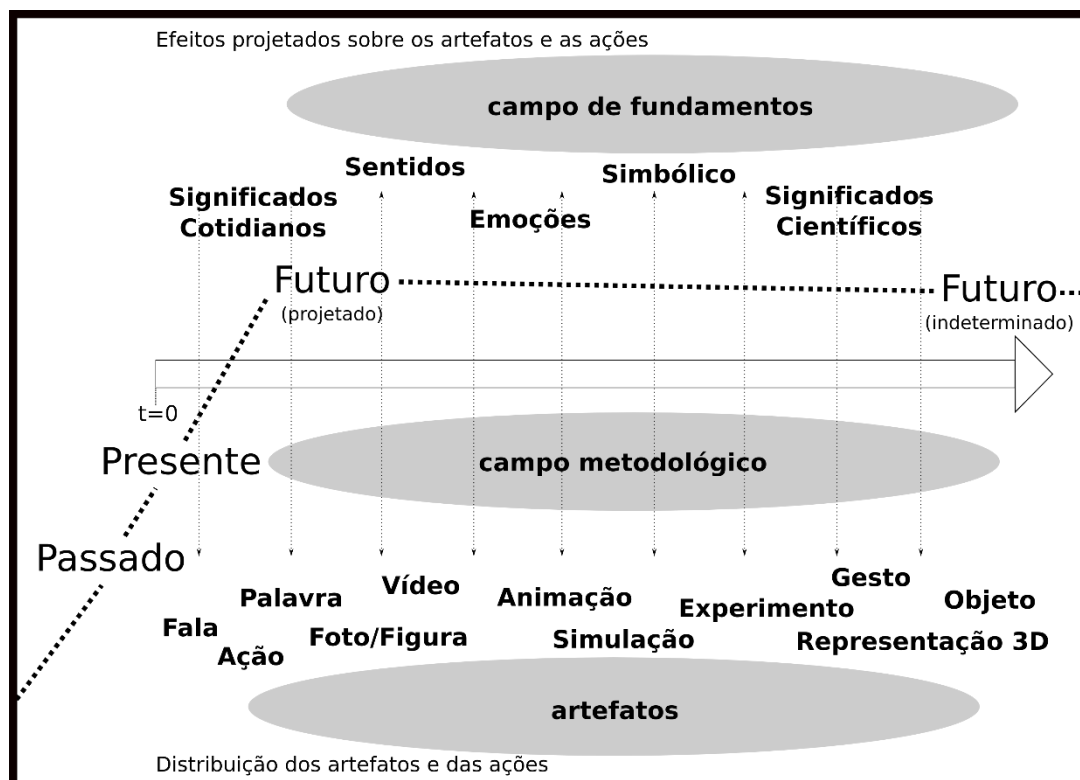 Efeitos projetados sobre os artefatos e as ações
campo de fundamentos
Sentidos
Simbólico
Significados
Cotidianos
Emoções
Significados
Científicos
Futuro
(projetado)
Futuro
(indeterminado)
t=0
Presente
campo metodológico
Passado
Palavra
Vídeo
Animação
Gesto
Experimento
Objeto
Fala
Ação
Foto/Figura
Simulação
Representação 3D
artefatos
Distribuição dos artefatos e das ações